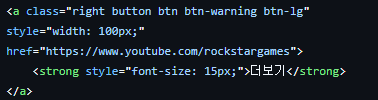 <a class="right button btn btn-warning btn-lg"
style="width: 100px;"
href="https://www.youtube.com/rockstargames">
<strong style="font-size: 15px;">더보기</strong>
</a>